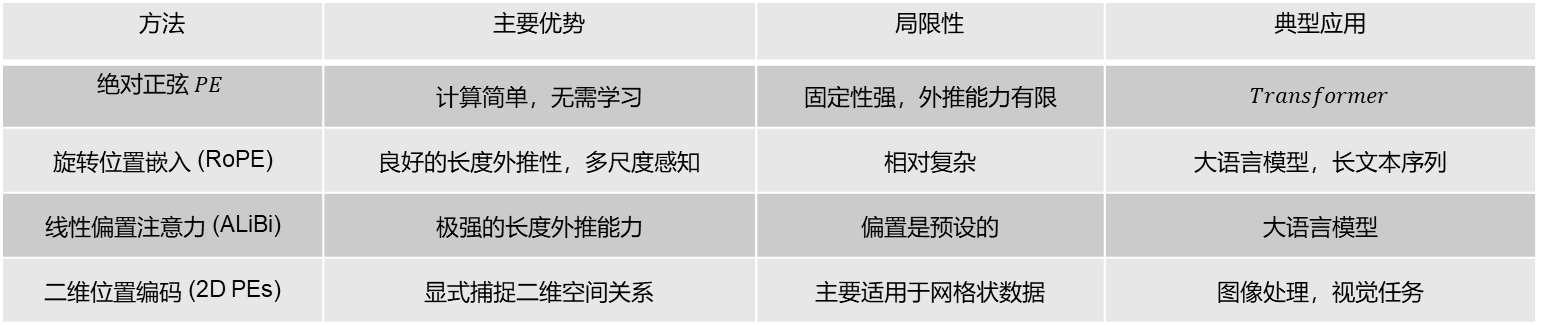 方法 主要优势 局限性 典型应用
绝对正弦 PE 计算简单，无需学习 固定性强，外推能力有限 Transformer
旋转位置嵌入 (RoPE) 良好的长度外推性，多尺度感知 相对复杂 大语言模型，长文本序列
线性偏置注意力 (ALiBi) 极强的长度外推能力 偏置是预设的 大语言模型
二维位置编码 (2D PEs) 显式捕捉二维空间关系 主要适用于网格状数据 图像处理，视觉任务